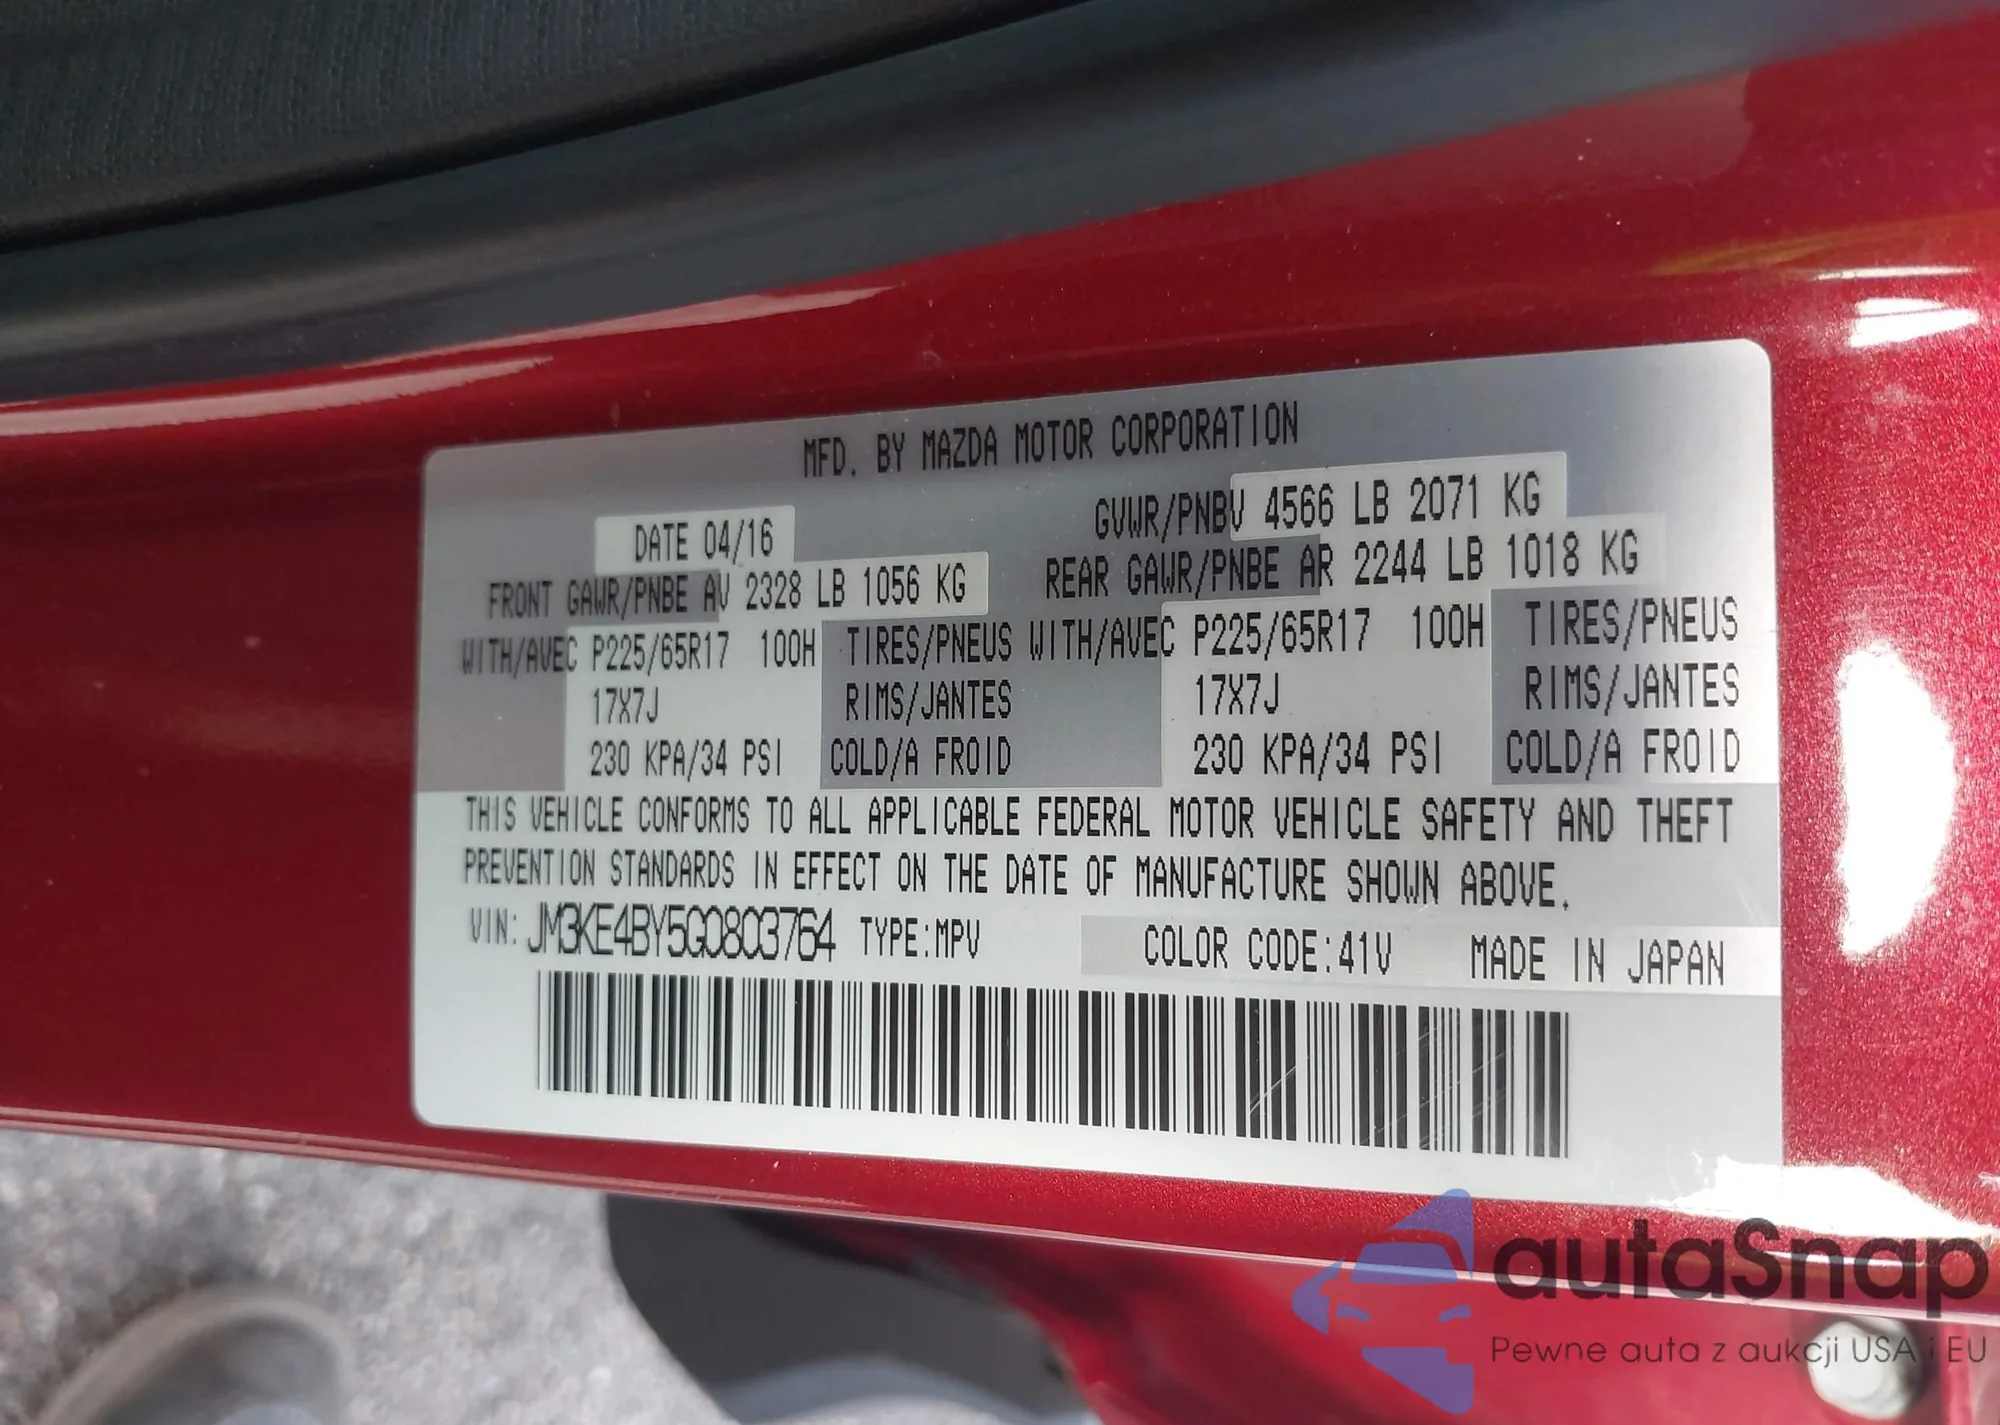 MFD. BY MAZDA MOTOR CORPORATION
DATE 04/16 GVWR/PNBV 4566 LB 2071 KG
FRONT GAWR/PNBE AV 2328 LB 1056 KG REAR GAWR/PNBE AR 2244 LB 1018 KG
WITH/AVEC P225/65R17 100H TIRES/PNEUS WITH/AVEC P225/65R17 100H TIRES/PNEUS
17X7J RIMS/JANTES 17X7J RIMS/JANTES
230 KPA/34 PSI COLD/A FROID 230 KPA/34 PSI COLD/A FROID
THIS VEHICLE CONFORMS TO ALL APPLICABLE FEDERAL MOTOR VEHICLE SAFETY AND THEFT
PREVENTION STANDARDS IN EFFECT ON THE DATE OF MANUFACTURE SHOWN ABOVE.
VIN: JM3KE4BY5G0803764 TYPE:MPV COLOR CODE:41V MADE IN JAPAN
autaSnap
Pewne auta z aukcji USA i EU